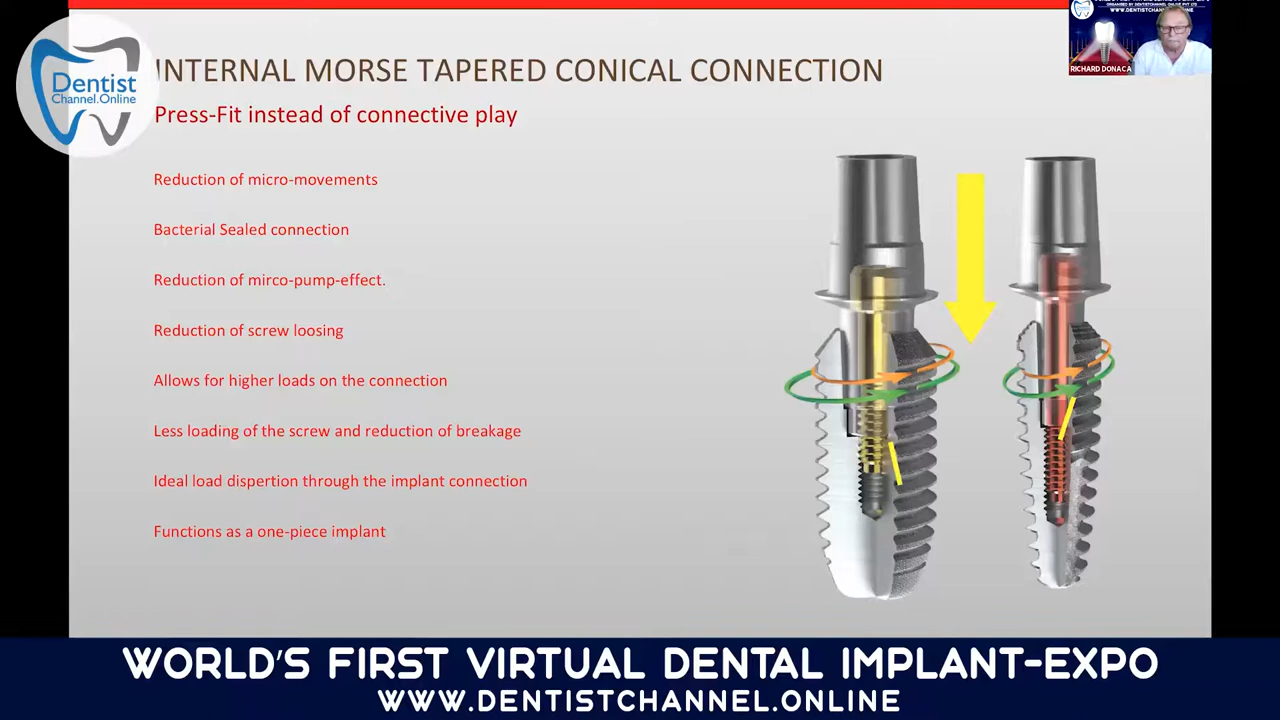 Dentist
Channel.Online
INTERNAL MORSE TAPERED CONICAL CONNECTION
Press-Fit instead of connective play
Reduction of micro-movements
Bacterial Sealed connection
Reduction of mirco-pump-effect.
Reduction of screw loosing
Allows for higher loads on the connection
Less loading of the screw and reduction of breakage
Ideal load dispertion through the implant connection
Functions as a one-piece implant
WWW.DENTISTCHANNEL.ONLINE
RICHARD DONACA
WORLD'S FIRST VIRTUAL DENTAL IMPLANT-EXPO
WWW.DENTISTCHANNEL.ONLINE